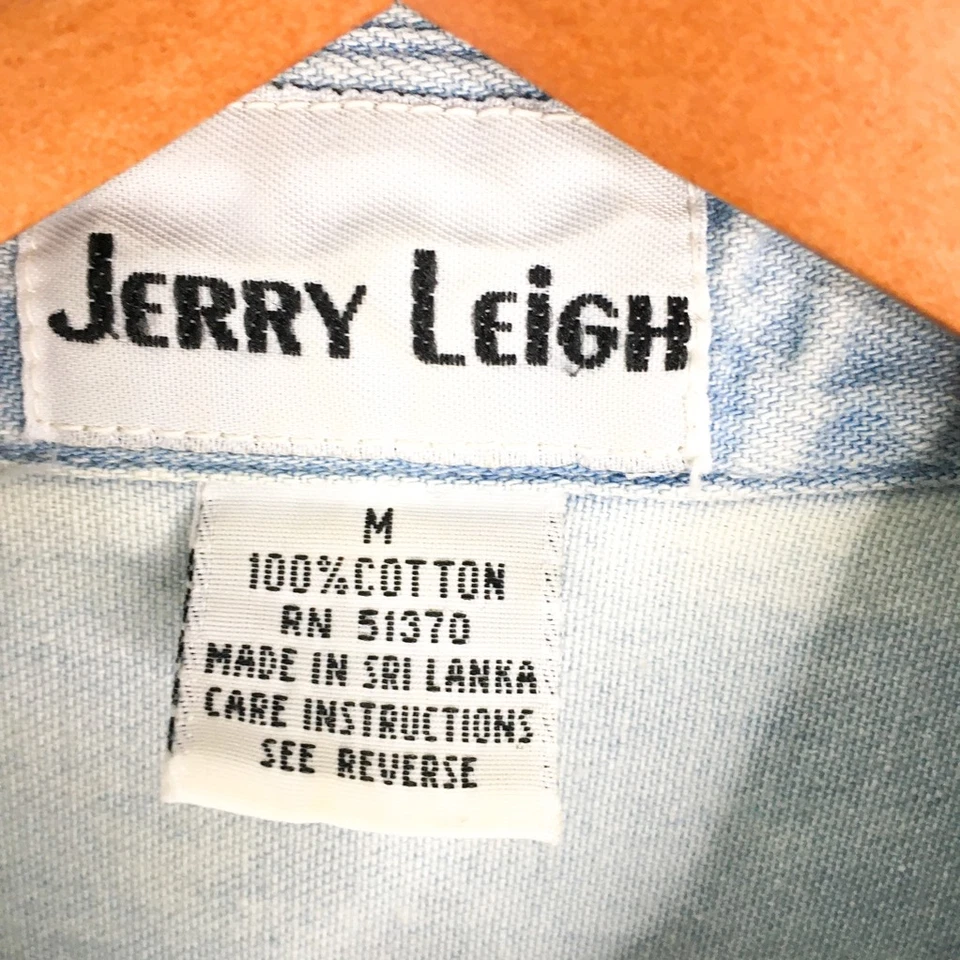 JERRY LEiGH
M
100%COTTON
RN 51370
MADE IN SRI LANKA
CARE INSTRUCTIONS
SEE REVERSE